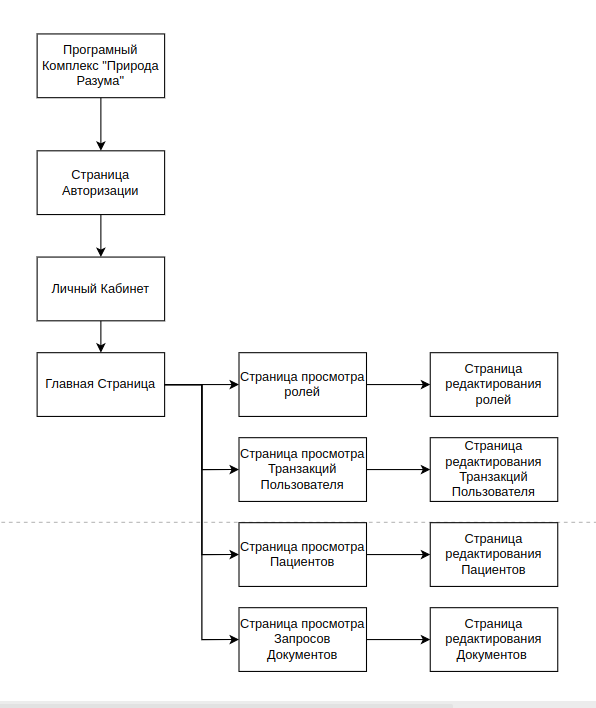 Програмный
Комплекс "Природа
Разума"
Страница
Авторизации
Личный Кабинет
Главная Страница
Страница просмотра
ролей
Страница
редактирования
ролей
Страница просмотра
Транзакций
Пользователя
Страница
редактирования
Транзакций
Пользователя
Страница просмотра
Пациентов
Страница
редактирования
Пациентов
Страница просмотра
Запросов
Документов
Страница
редактирования
Документов